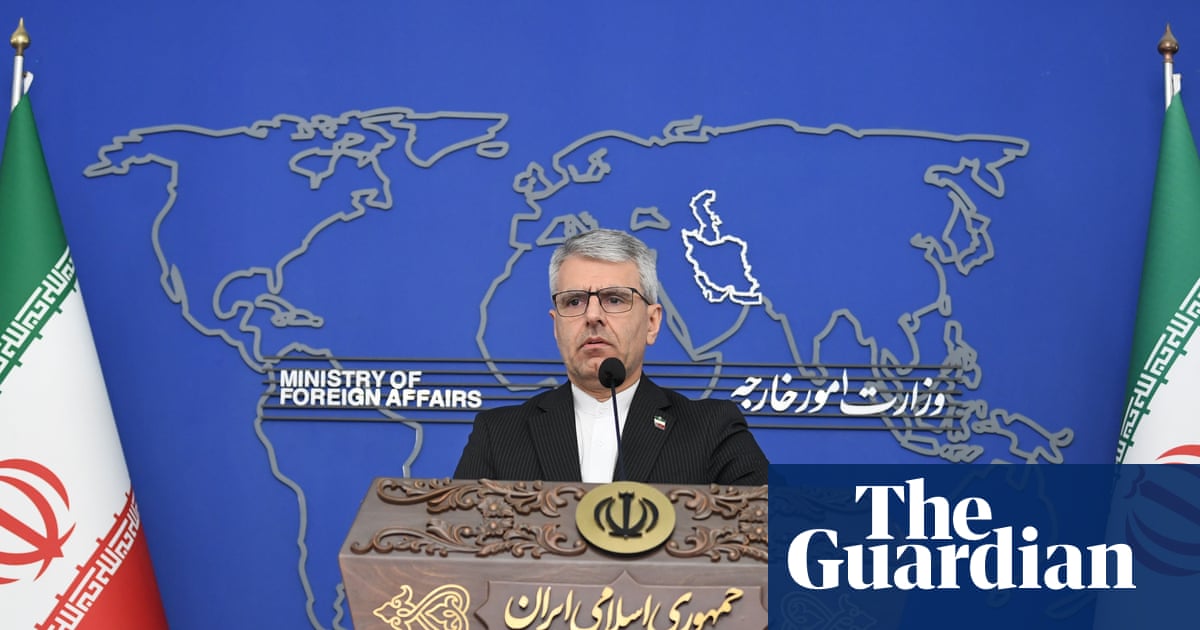 MINISTRY OF
FOREIGN AFFAIRS
وزارت امور خارجه
جمهوری اسلامی ایران
The
Guardian